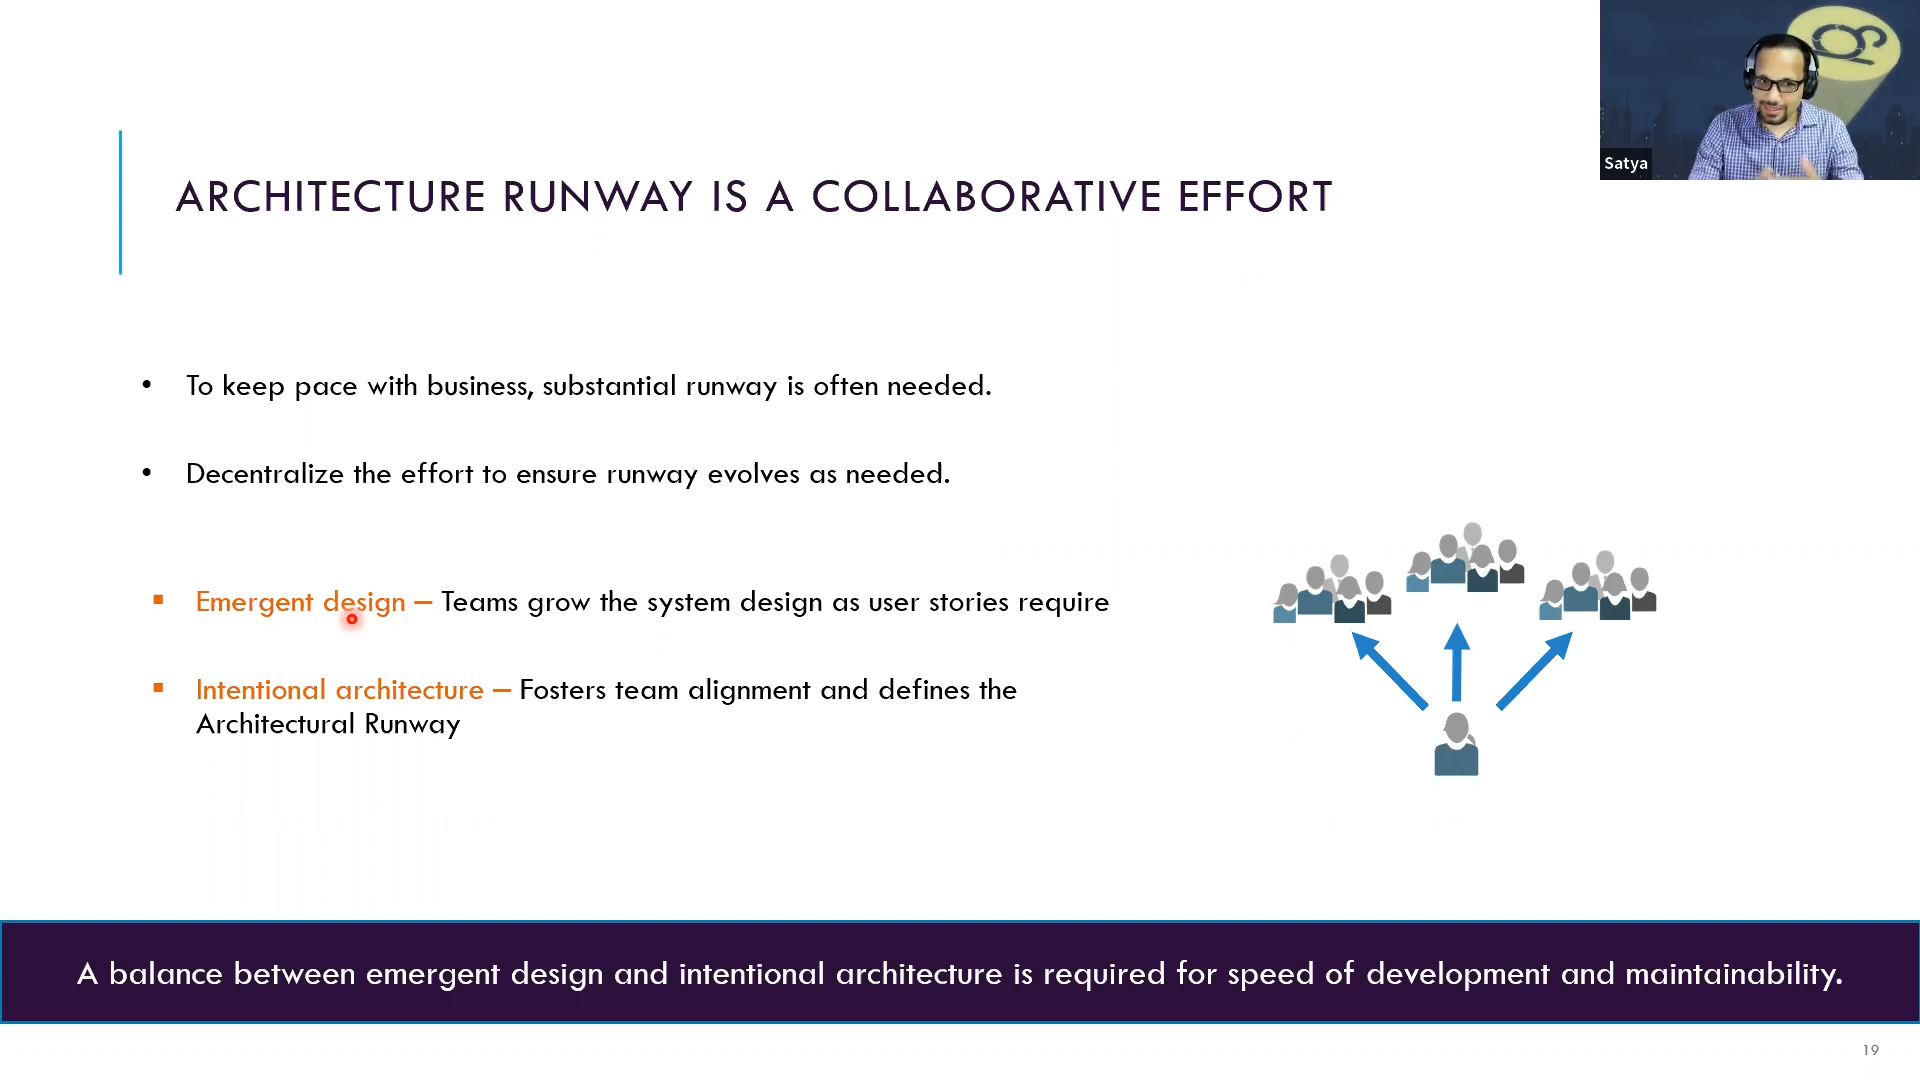 Satya
ARCHITECTURE RUNWAY IS A COLLABORATIVE EFFORT
• To keep pace with business, substantial runway is often needed.
• Decentralize the effort to ensure runway evolves as needed.
▪ Emergent design – Teams grow the system design as user stories require
▪ Intentional architecture – Fosters team alignment and defines the
Architectural Runway
A balance between emergent design and intentional architecture is required for speed of development and maintainability.
19